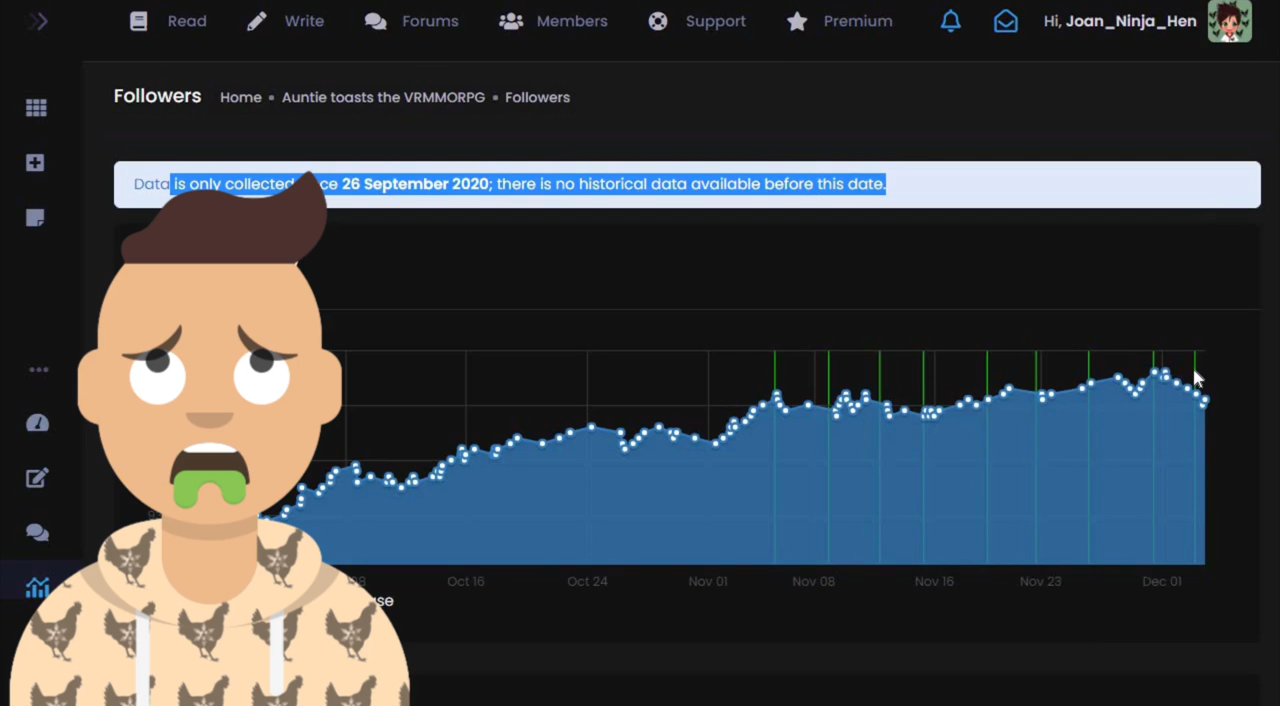 Read Write Forums Members Support Premium Hi, Joan_Ninja_Hen
Followers Home Auntie toasts the VRMMORPG Followers
Data is only collected 26 September 2020; there is no historical data available before this date.
Oct 16 Oct 24 Nov 01 Nov 08 Nov 16 Nov 23 Dec 01